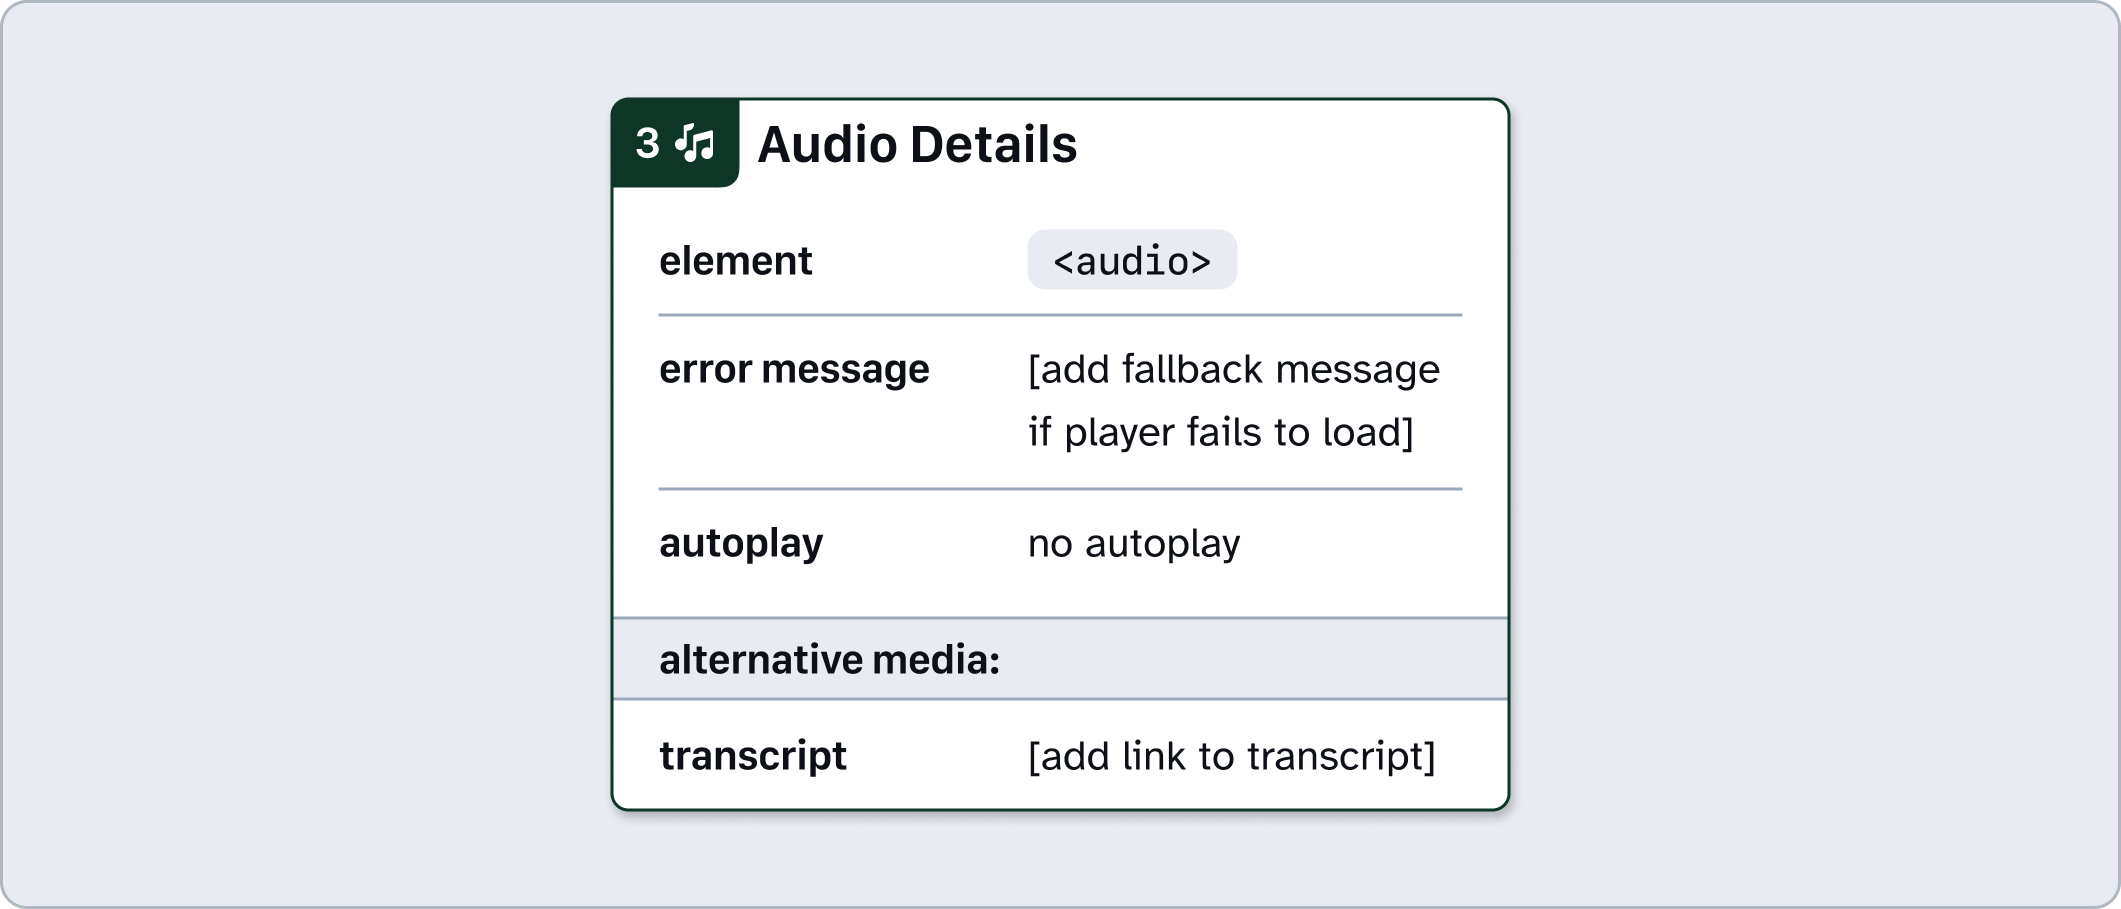 3 Audio Details
element <audio>
error message [add fallback message
if player fails to load]
autoplay no autoplay
alternative media:
transcript [add link to transcript]